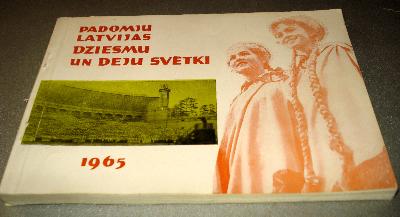 PADOMJU
LATVIJAS
DZIESMU
UN DEJU SVĒTKI
1965